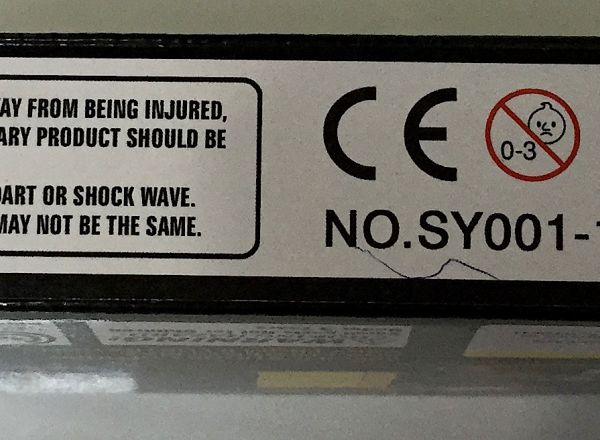 AY FROM BEING INJURED,
ARY PRODUCT SHOULD BE
DART OR SHOCK WAVE.
MAY NOT BE THE SAME.
CE
0-3
NO.SY001-